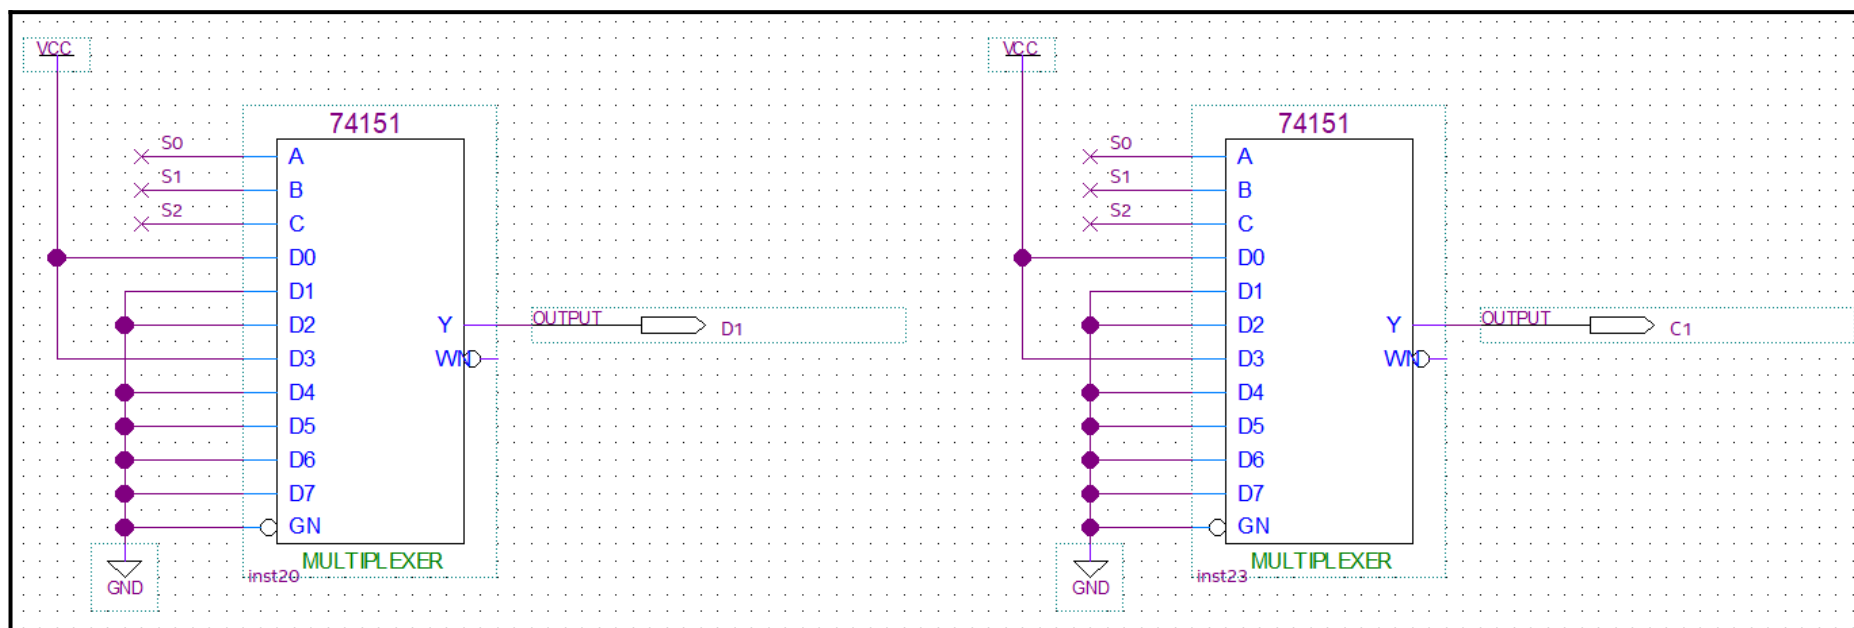 VCC
74151
S0
S1
S2
A
B
C
D0
D1
D2
D3
D4
D5
D6
D7
GN
Y
WN
OUTPUT
D1
MULTIPLEXER
inst20
GND
VCC
74151
S0
S1
S2
A
B
C
D0
D1
D2
D3
D4
D5
D6
D7
GN
Y
WN
OUTPUT
C1
MULTIPLEXER
inst23
GND